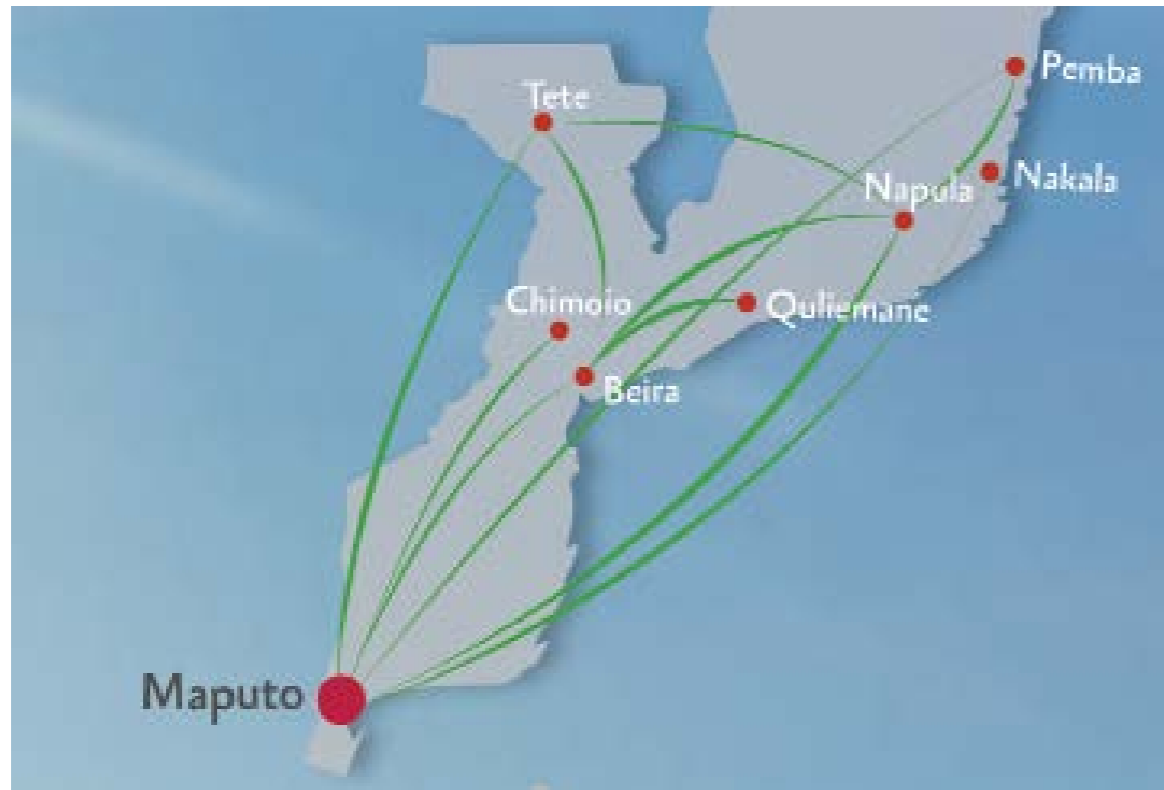 Pemba
Tete
Nakala
Napula
Chimoio
Quliemane
Beira
Maputo